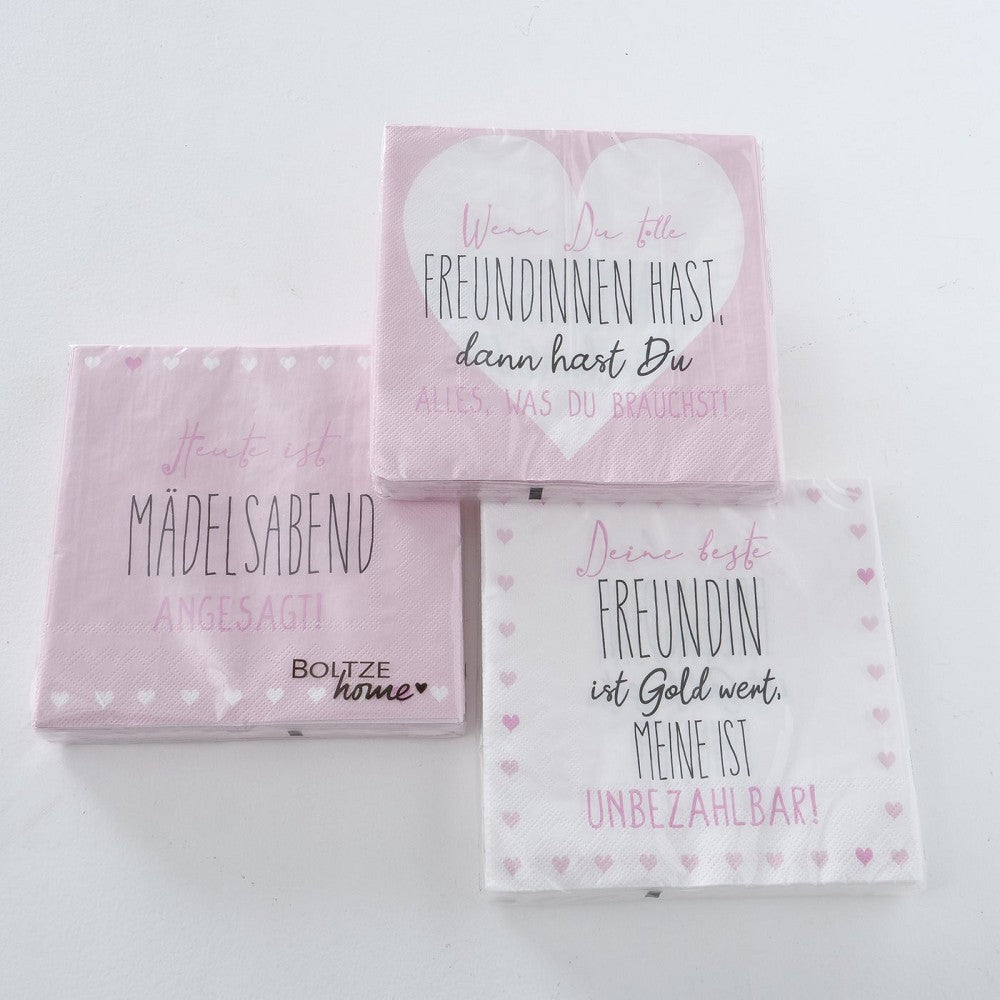 Wenn Du tolle
FREUNDINNEN HAST,
dann hast Du
ALLES, WAS DU BRAUCHST!
Heute ist
MÄDELSABEND
ANGESAGT!
BOLTZE
home
Deine beste
FREUNDIN
ist Gold wert,
MEINE IST
UNBEZAHLBAR!